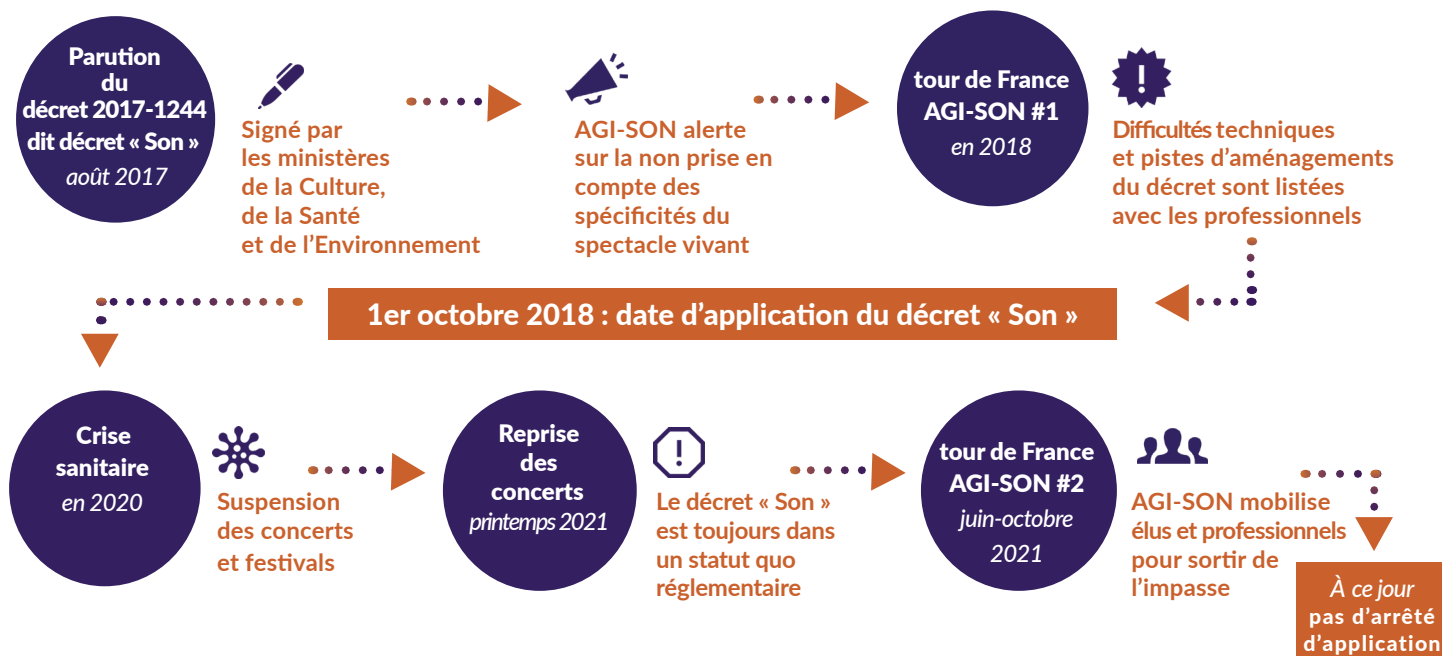 Parution
du
décret 2017-1244
dit décret « Son »
août 2017
Signé par
les ministères
de la Culture,
de la Santé
et de l'Environnement
AGI-SON alerte
sur la non prise en
compte des
spécificités du
spectacle vivant
tour de France
AGI-SON #1
en 2018
Difficultés techniques
et pistes d'aménagements
du décret sont listées
avec les professionnels
1er octobre 2018 : date d'application du décret « Son »
Crise
sanitaire
en 2020
Suspension
des concerts
et festivals
Reprise
des
concerts
printemps 2021
Le décret « Son »
est toujours dans
un statut quo
réglementaire
tour de France
AGI-SON #2
juin-octobre
2021
AGI-SON mobilise
élus et professionnels
pour sortir de
l'impasse
À ce jour
pas d'arrêté
d'application